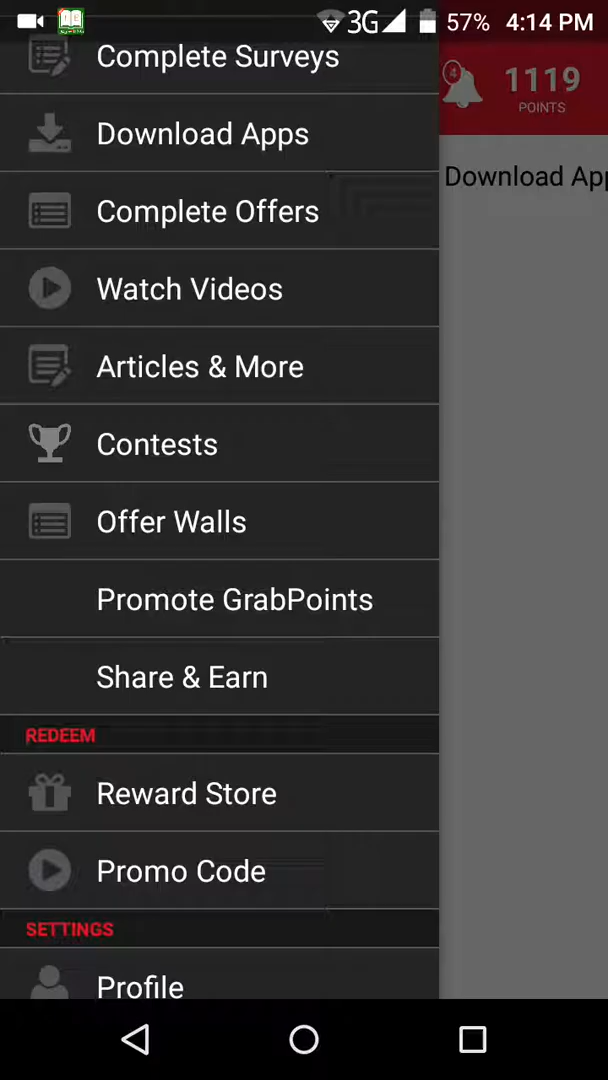 3G 57% 4:14 PM
Complete Surveys
4 1119
POINTS
Download Apps
Download App
Complete Offers
Watch Videos
Articles & More
Contests
Offer Walls
Promote GrabPoints
Share & Earn
REDEEM
Reward Store
Promo Code
SETTINGS
Profile